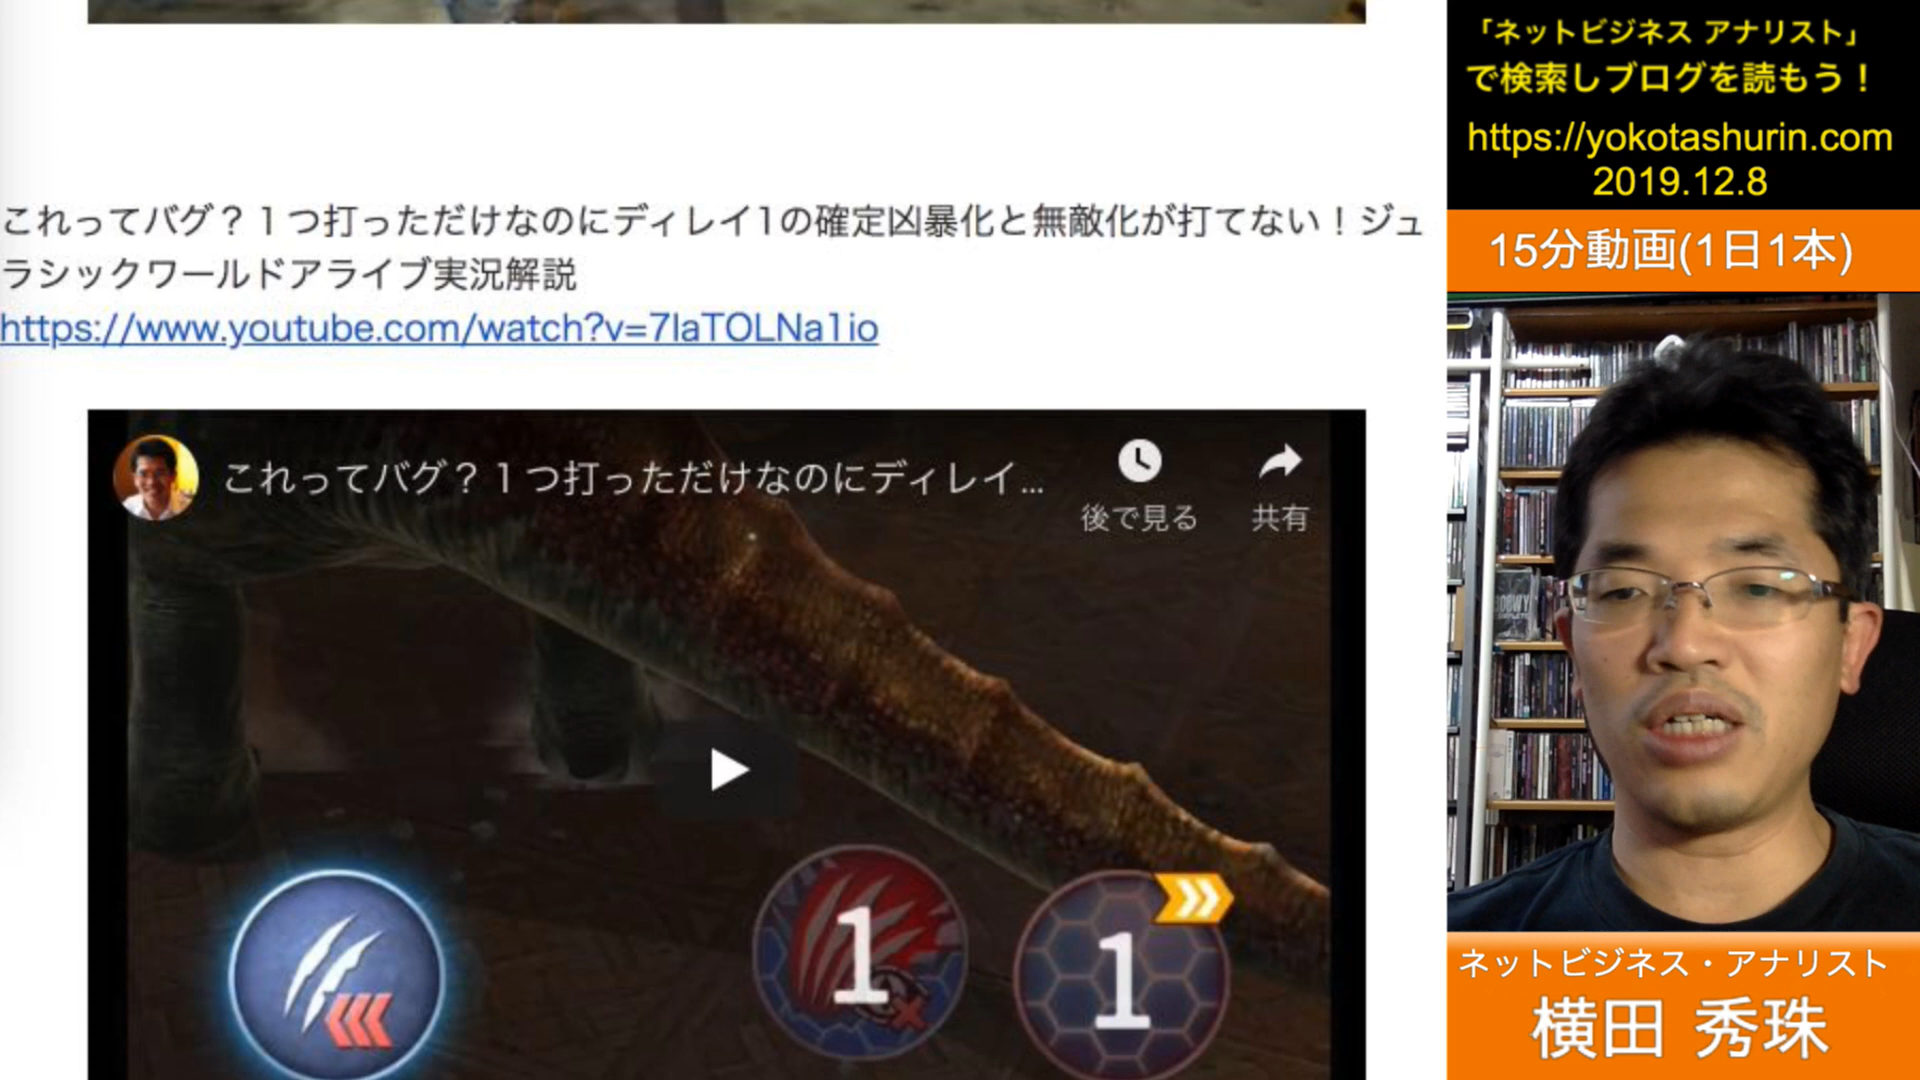 これってバグ？１つ打っただけなのにディレイ1の確定凶暴化と無敵化が打てない！ジュ
ラシックワールドアライブ実況解説
https://www.youtube.com/watch?v=7laTOLNa1io
これってバグ？１つ打っただけなのにディレイ...
後で見る
共有
1
1
「ネットビジネス アナリスト」
で検索しブログを読もう！
https://yokotashurin.com
2019.12.8
15分動画(1日1本)
ネットビジネス・アナリスト
横田 秀珠